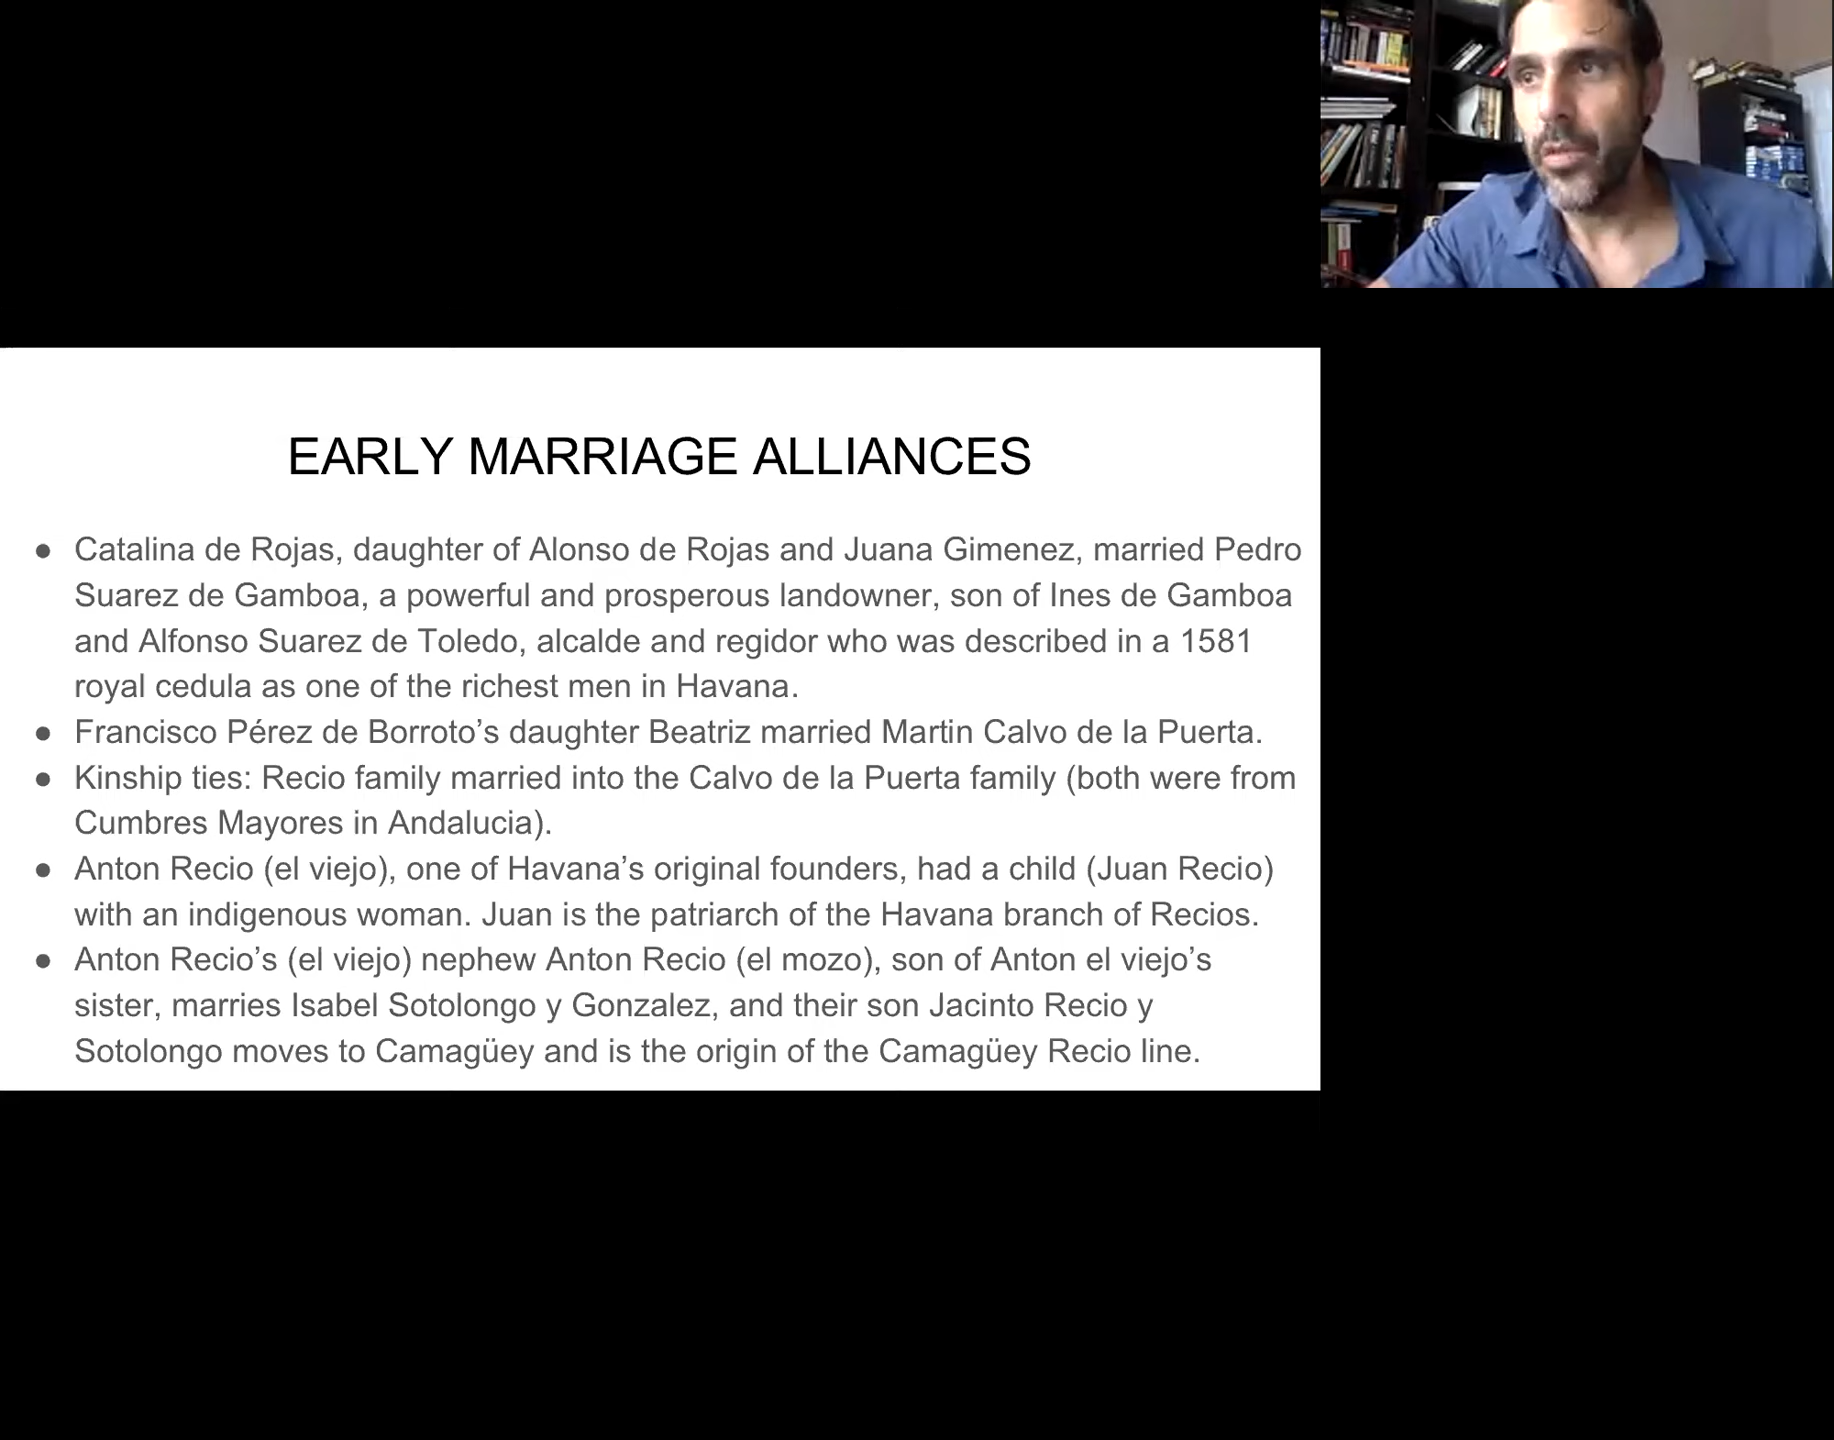 EARLY MARRIAGE ALLIANCES
● Catalina de Rojas, daughter of Alonso de Rojas and Juana Gimenez, married Pedro
Suarez de Gamboa, a powerful and prosperous landowner, son of Ines de Gamboa
and Alfonso Suarez de Toledo, alcalde and regidor who was described in a 1581
royal cedula as one of the richest men in Havana.
● Francisco Pérez de Borroto’s daughter Beatriz married Martin Calvo de la Puerta.
● Kinship ties: Recio family married into the Calvo de la Puerta family (both were from
Cumbres Mayores in Andalucia).
● Anton Recio (el viejo), one of Havana’s original founders, had a child (Juan Recio)
with an indigenous woman. Juan is the patriarch of the Havana branch of Recios.
● Anton Recio’s (el viejo) nephew Anton Recio (el mozo), son of Anton el viejo’s
sister, marries Isabel Sotolongo y Gonzalez, and their son Jacinto Recio y
Sotolongo moves to Camagüey and is the origin of the Camagüey Recio line.